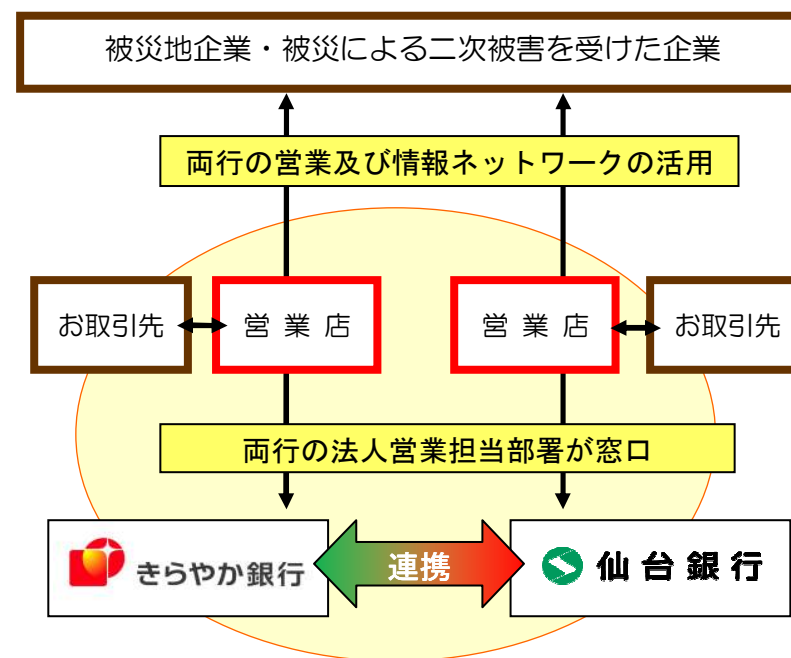 被災地企業・被災による二次被害を受けた企業
両行の営業及び情報ネットワークの活用
お取引先
営業店
営業店
お取引先
両行の法人営業担当部署が窓口
きらやか銀行
連携
仙台銀行